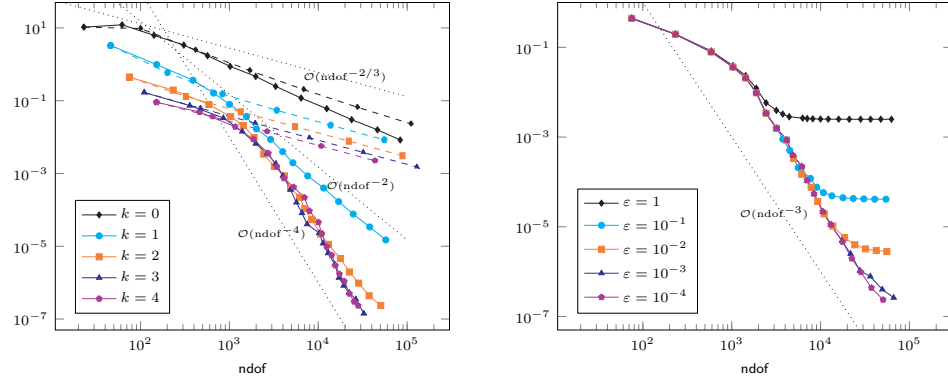 10^1
10^{-1}
10^{-3}
10^{-5}
10^{-7}
10^2
10^3
10^4
10^5
ndof
O(ndof^{-2/3})
O(ndof^{-2})
O(ndof^{-4})
k = 0
k = 1
k = 2
k = 3
k = 4
10^{-1}
10^{-3}
10^{-5}
10^{-7}
10^2
10^3
10^4
10^5
ndof
O(ndof^{-3})
ε = 1
ε = 10^{-1}
ε = 10^{-2}
ε = 10^{-3}
ε = 10^{-4}